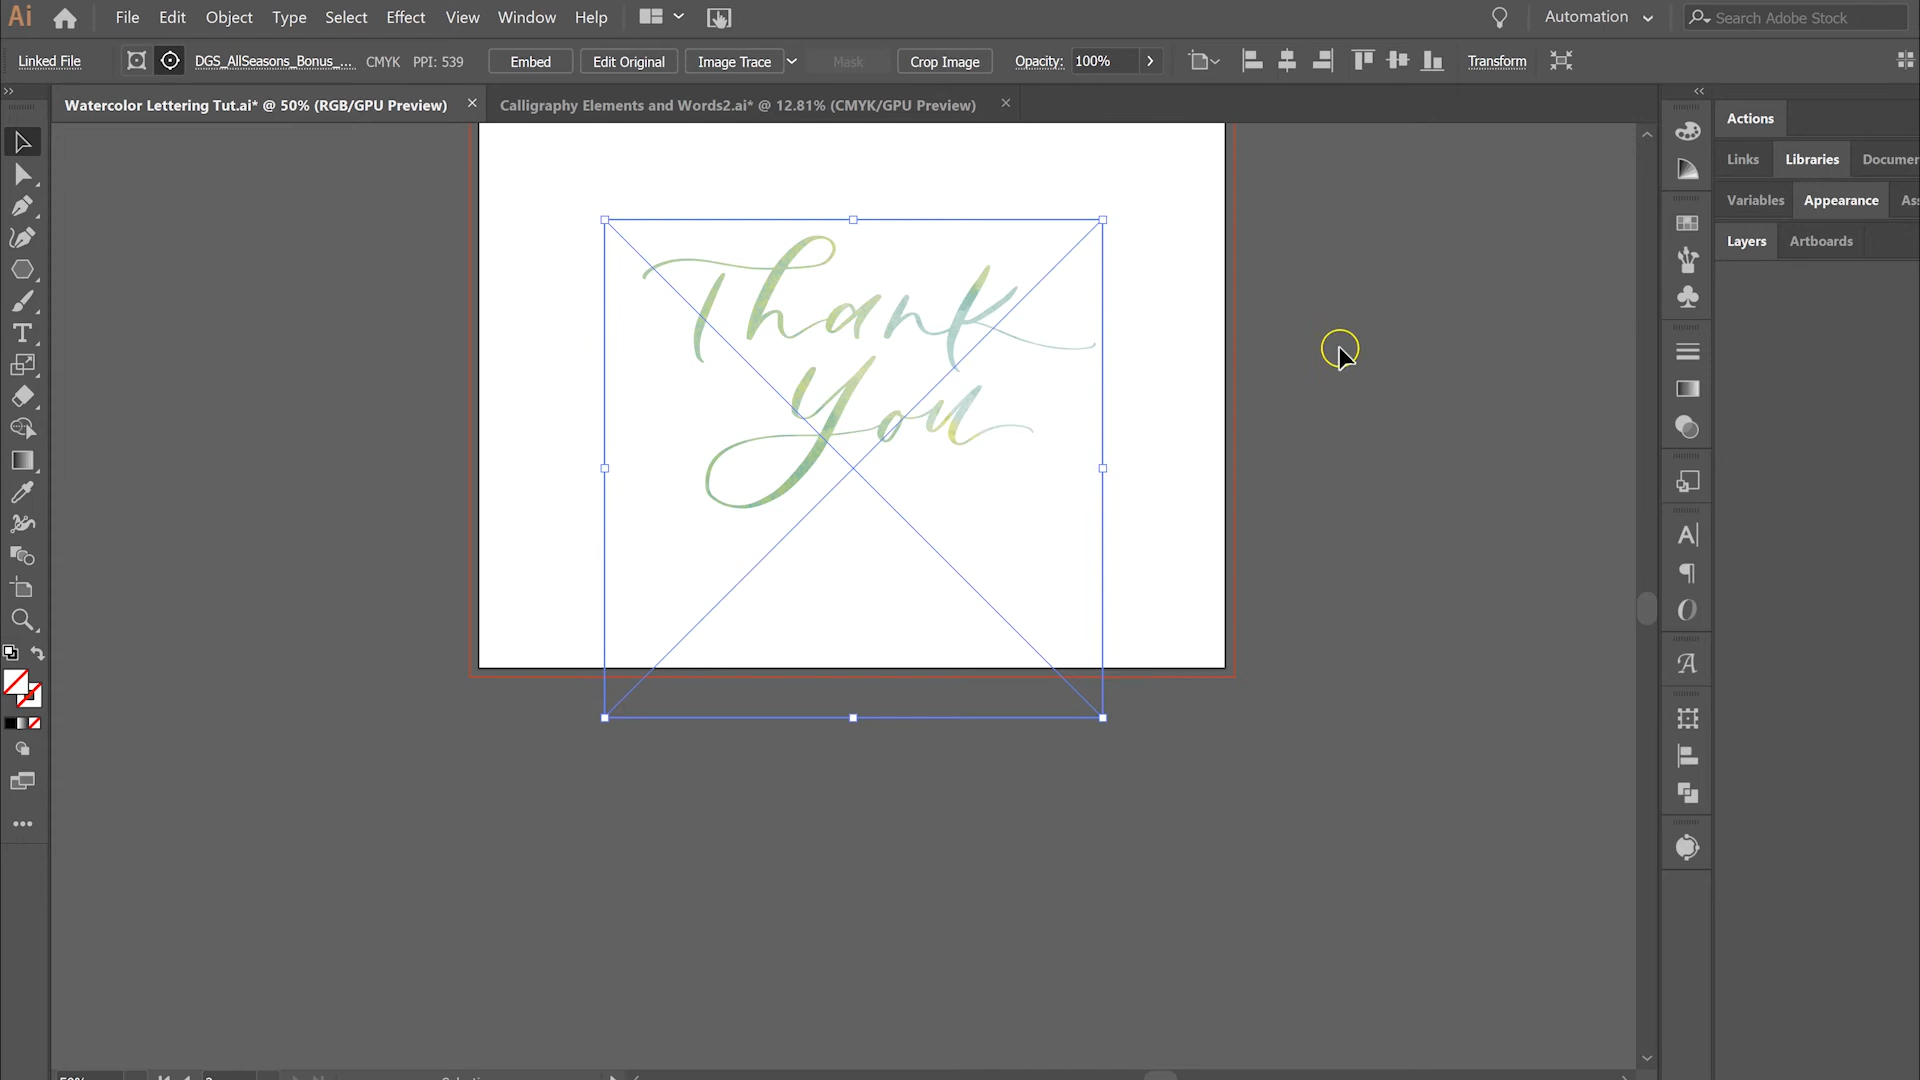 Ai File Edit Object Type Select Effect View Window Help Automation Search Adobe Stock
Linked File DGS_AllSeasons_Bonus_... CMYK PPI: 539 Embed Edit Original Image Trace Mask Crop Image Opacity: 100% Transform
Watercolor Lettering Tut.ai* @ 50% (RGB/GPU Preview) Calligraphy Elements and Words2.ai* @ 12.81% (CMYK/GPU Preview)
Actions
Links Libraries Documen
Variables Appearance Ass
Layers Artboards
Thank
You